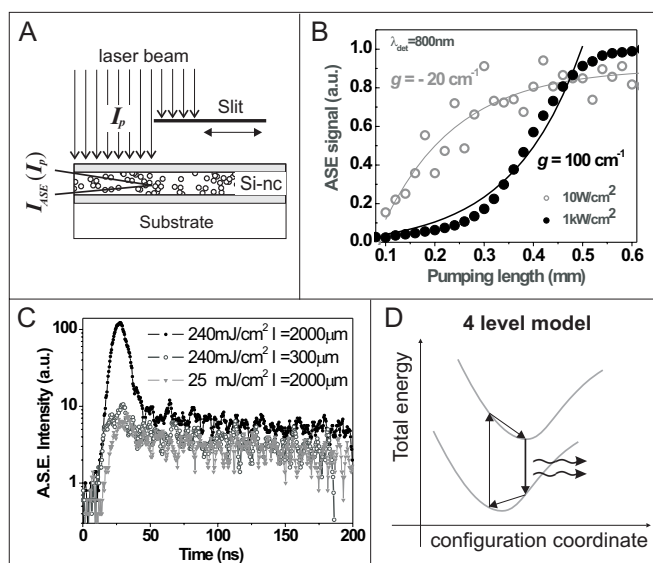 A
laser beam
I_p
Slit
I_ASE (I_p)
Si-nc
Substrate
B
λ_det=800nm
g = - 20 cm⁻¹
g = 100 cm⁻¹
10W/cm²
1kW/cm²
ASE signal (a.u.)
1.0
0.8
0.6
0.4
0.2
0.0
0.1 0.2 0.3 0.4 0.5 0.6
Pumping length (mm)
C
240mJ/cm² l =2000μm
240mJ/cm² l =300μm
25 mJ/cm² l =2000μm
A.S.E. Intensity (a.u.)
100
10
1
0 50 100 150 200
Time (ns)
D
4 level model
Total energy
configuration coordinate